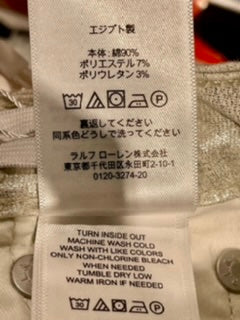 エジプト製
本体:綿90%
ポリエステル7%
ポリウレタン3%
30
P
裏返してください
同系色どうしで洗ってください
ラルフ ローレン株式会社
東京都千代田区永田町2-10-1
0120-3274-20
TURN INSIDE OUT
MACHINE WASH COLD
WASH WITH LIKE COLORS
ONLY NON-CHLORINE BLEACH
WHEN NEEDED
TUMBLE DRY LOW
WARM IRON IF NEEDED
30
P